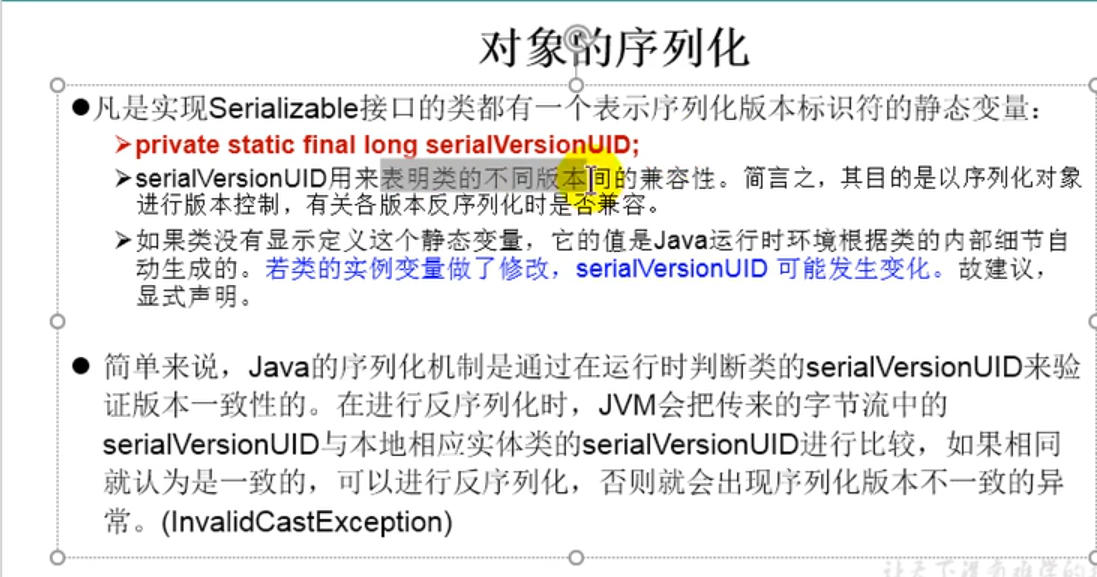 对象的序列化
●凡是实现Serializable接口的类都有一个表示序列化版本标识符的静态变量：
➢private static final long serialVersionUID;
➢serialVersionUID用来表明类的不同版本间的兼容性。简言之，其目的是以序列化对象
进行版本控制，有关各版本反序列化时是否兼容。
➢如果类没有显示定义这个静态变量，它的值是Java运行时环境根据类的内部细节自
动生成的。若类的实例变量做了修改，serialVersionUID 可能发生变化。故建议，
显式声明。
● 简单来说，Java的序列化机制是通过在运行时判断类的serialVersionUID来验
证版本一致性的。在进行反序列化时，JVM会把传来的字节流中的
serialVersionUID与本地相应实体类的serialVersionUID进行比较，如果相同
就认为是一致的，可以进行反序列化，否则就会出现序列化版本不一致的异
常。(InvalidCastException)